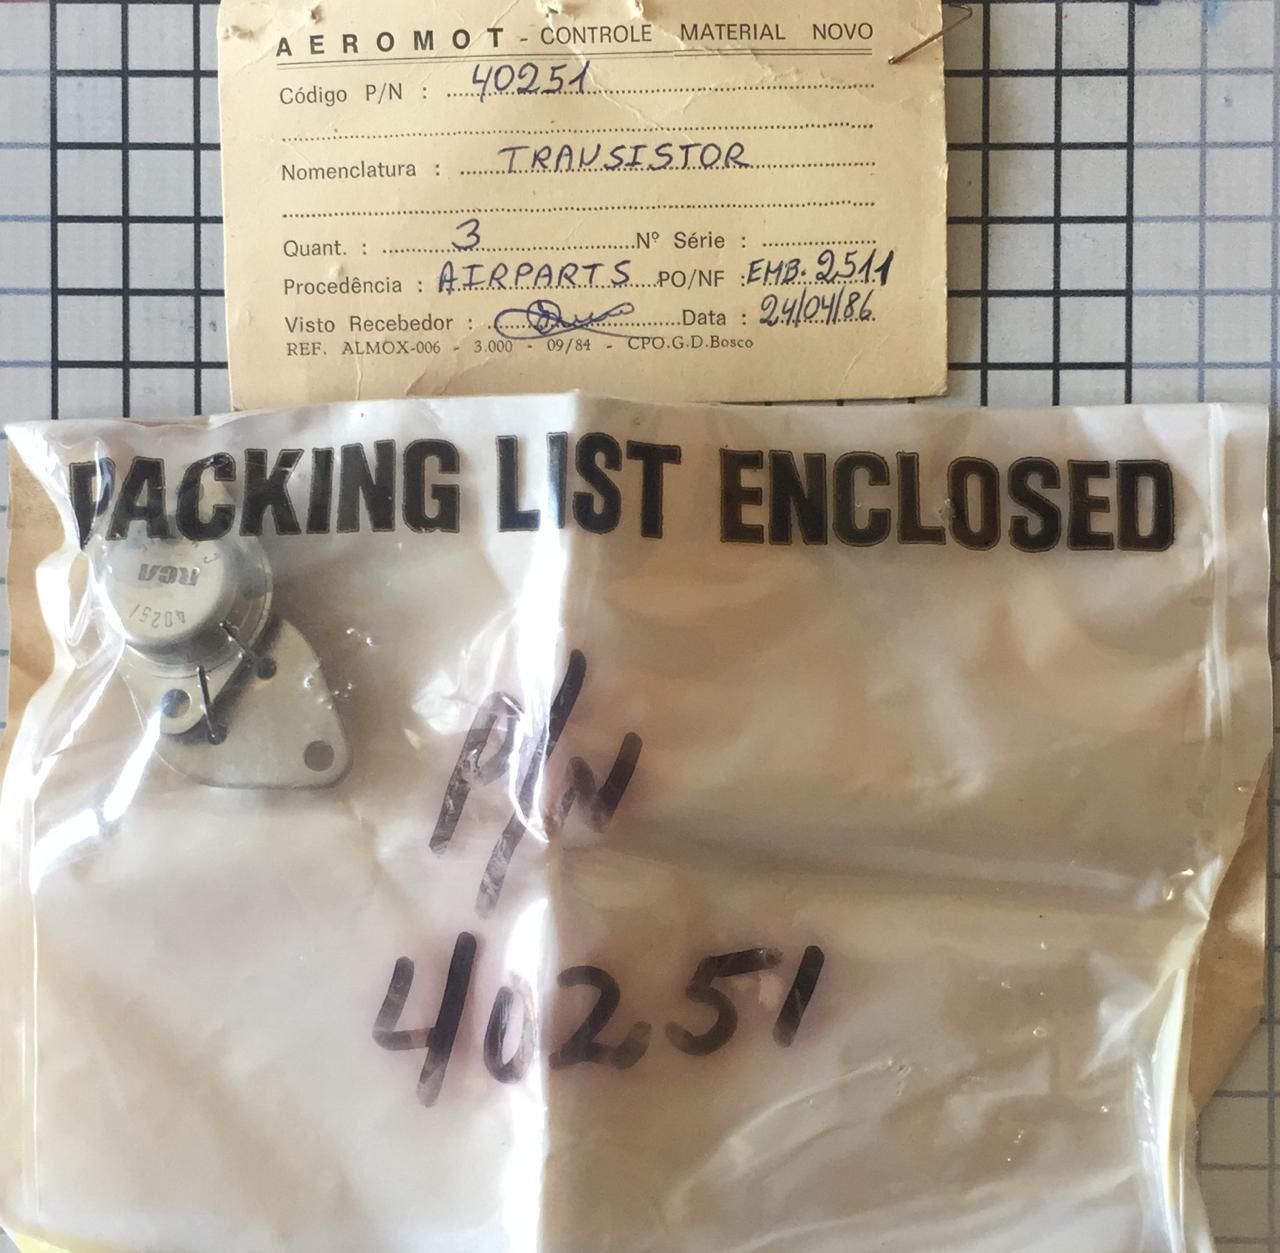 AEROMOT - CONTROLE MATERIAL NOVO
Código P/N : 40251
Nomenclatura : TRANSISTOR
Quant. : 3 Nº Série :
Procedência : AIRPARTS PO/NF : EMB. 2511
Visto Recebedor : Data : 24/04/86
REF. ALMOX-006 - 3.000 - 09/84 - CPO.G.D.Bosco
PACKING LIST ENCLOSED
RCA
40251
P/N
40251